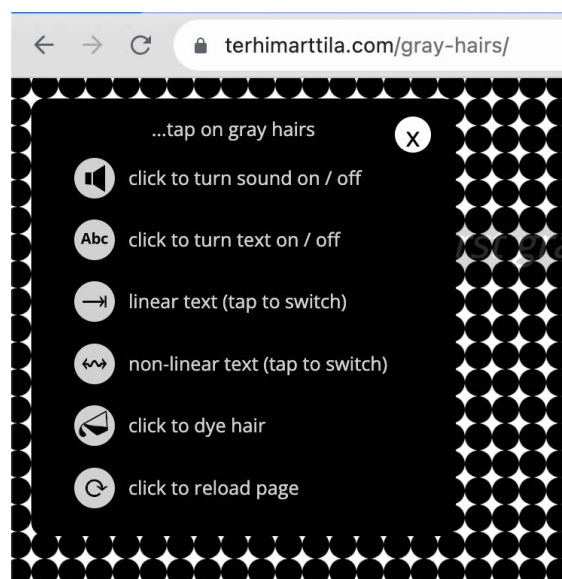 terhimarttila.com/gray-hairs/
...tap on gray hairs
x
click to turn sound on / off
Abc
click to turn text on / off
linear text (tap to switch)
non-linear text (tap to switch)
click to dye hair
click to reload page